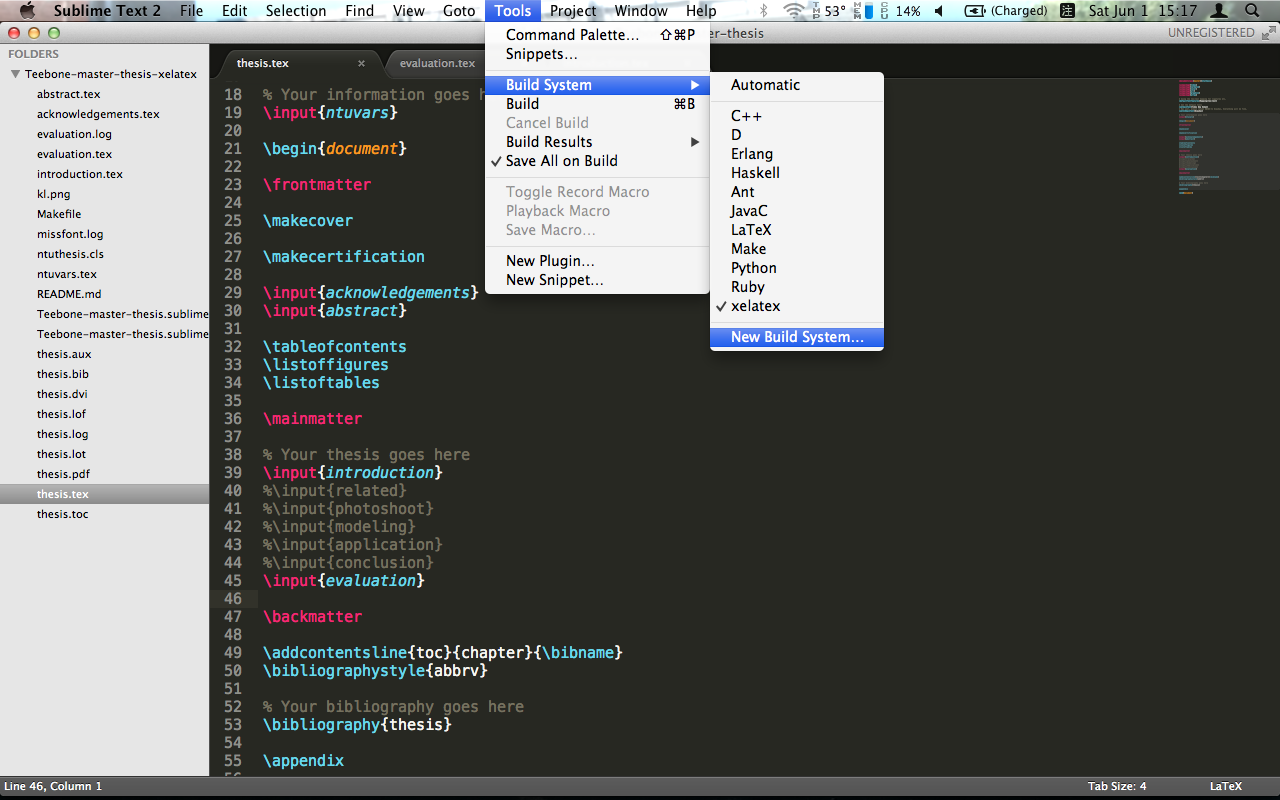 Sublime Text 2 File Edit Selection Find View Goto Tools Project Window Help 53° 14% (Charged) 注 Sat Jun 1 15:17
r-thesis UNREGISTERED
FOLDERS
Teebone-master-thesis-xelatex
abstract.tex
acknowledgements.tex
evaluation.log
evaluation.tex
introduction.tex
kl.png
Makefile
missfont.log
ntuthesis.cls
ntuvars.tex
README.md
Teebone-master-thesis.sublime
Teebone-master-thesis.sublime
thesis.aux
thesis.bib
thesis.dvi
thesis.lof
thesis.log
thesis.lot
thesis.pdf
thesis.tex
thesis.toc
thesis.tex × evaluation.tex
18 % Your information goes h
19 \input{ntuvars}
20
21 \begin{document}
22
23 \frontmatter
24
25 \makecover
26
27 \makecertification
28
29 \input{acknowledgements}
30 \input{abstract}
31
32 \tableofcontents
33 \listoffigures
34 \listoftables
35
36 \mainmatter
37
38 % Your thesis goes here
39 \input{introduction}
40 %\input{related}
41 %\input{photoshoot}
42 %\input{modeling}
43 %\input{application}
44 %\input{conclusion}
45 \input{evaluation}
46
47 \backmatter
48
49 \addcontentsline{toc}{chapter}{\bibname}
50 \bibliographystyle{abbrv}
51
52 % Your bibliography goes here
53 \bibliography{thesis}
54
55 \appendix
Command Palette... ⇧⌘P
Snippets...
Build System
Build ⌘B
Cancel Build
Build Results
✓ Save All on Build
Toggle Record Macro
Playback Macro
Save Macro...
New Plugin...
New Snippet...
Automatic
C++
D
Erlang
Haskell
Ant
JavaC
LaTeX
Make
Python
Ruby
✓ xelatex
New Build System...
Line 46, Column 1 Tab Size: 4 LaTeX